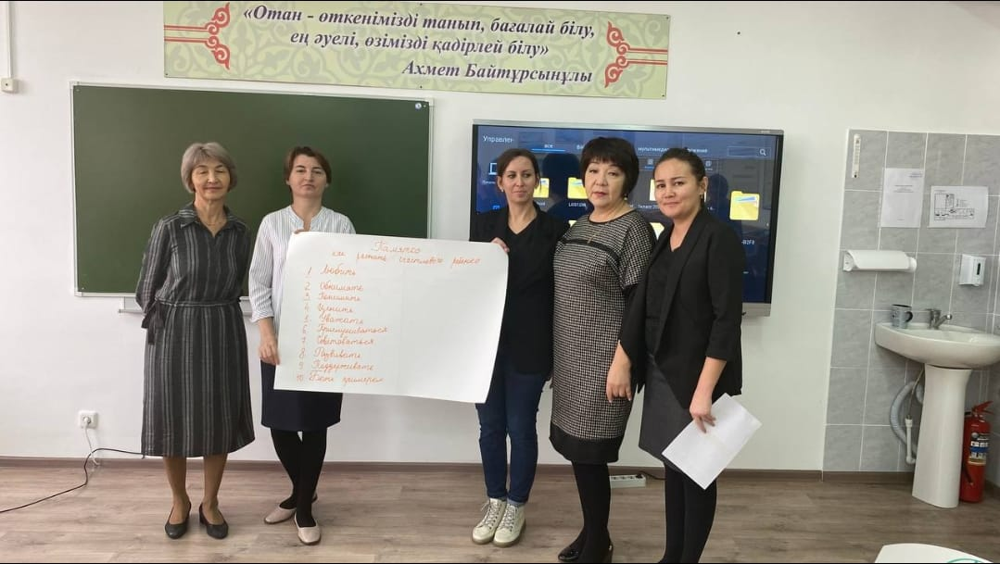 «Отан - өткенімізді танып, бағалай білу,
ең әуелі, өзімізді қадірлей білу»
Ахмет Байтұрсынұлы
Управлен
все
Памятка
как растить счастливого ребенка
1. Любить
2. Обнимать
3. Понимать
4. Ценить
5. Уважать
6. Прислушиваться
7. Советоваться
8. Развивать
9. Поддерживать
10. Быть примером